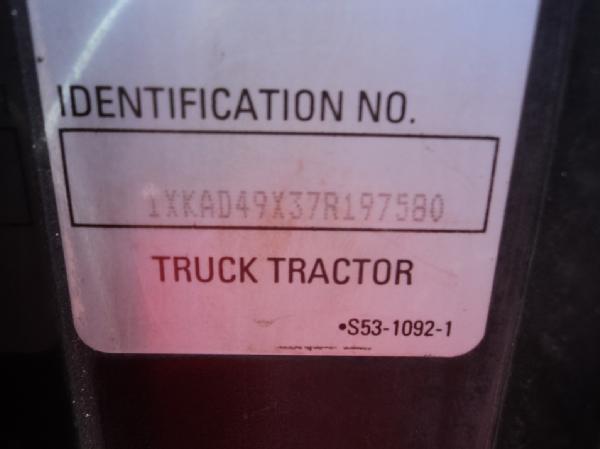 IDENTIFICATION NO.
1XKAD49X37R197580
TRUCK TRACTOR
•S53-1092-1